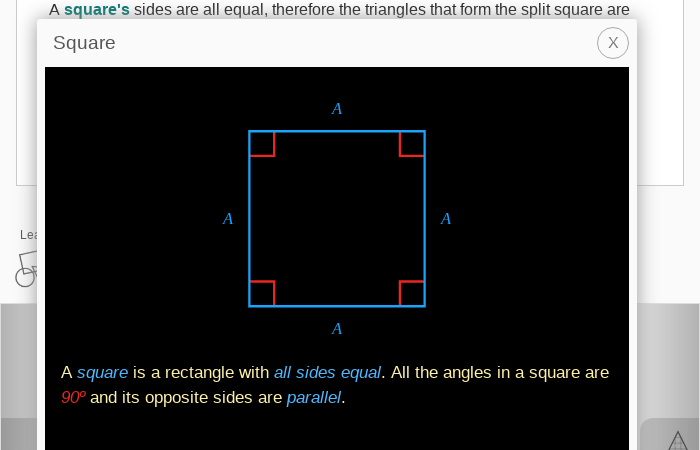 A square's sides are all equal, therefore the triangles that form the split square are
Square
X
A
A
A
A
A square is a rectangle with all sides equal. All the angles in a square are
90º and its opposite sides are parallel.